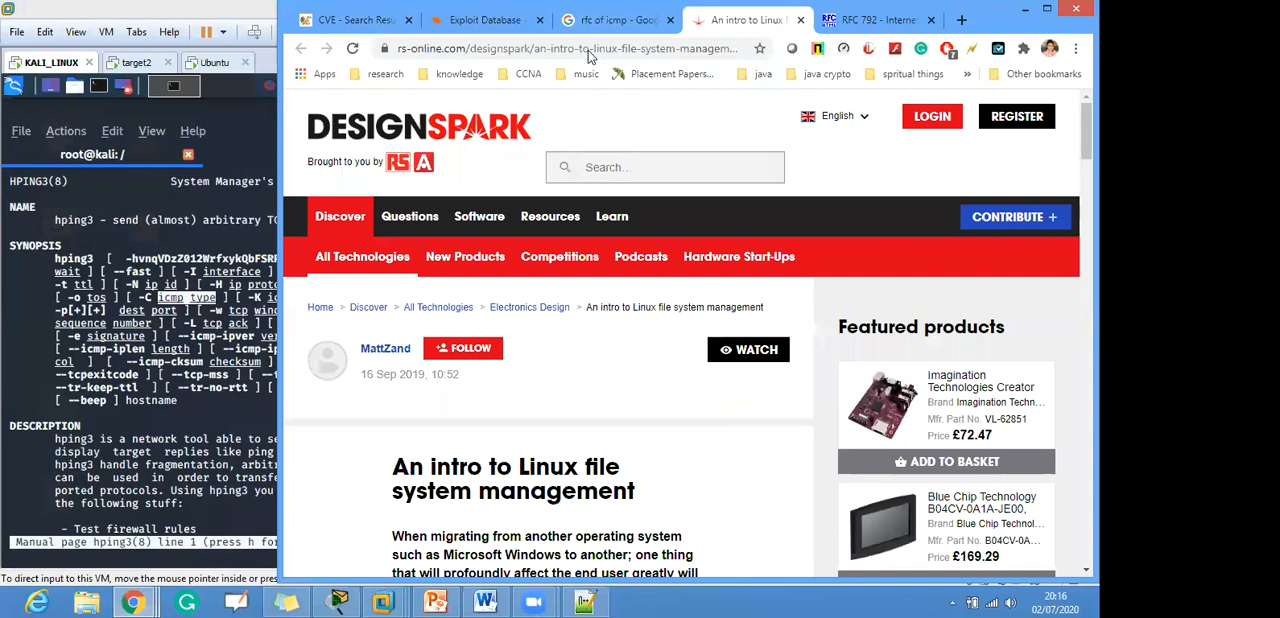 CVE - Search Resu
Exploit Database -
rfc of icmp - Goog
An intro to Linux f
RFC 792 - Internet
File Edit View VM Tabs Help
KALI_LINUX
target2
Ubuntu
rs-online.com/designspark/an-intro-to-linux-file-system-managem...
Apps
research
knowledge
CCNA
music
Placement Papers...
java
java crypto
spritual things
»
Other bookmarks
File Actions Edit View Help
root@kali: /
HPING3(8) System Manager's
NAME
hping3 - send (almost) arbitrary TC
SYNOPSIS
hping3 [ -hvnqVDzZ012WrfxykQbFSRP
wait ] [ --fast ] [ -I interface ]
-t ttl ] [ -N ip id ] [ -H ip proto
[ -o tos ] [ -C icmp type ] [ -K ic
-p[+][+] dest port ] [ -w tcp wind
sequence number ] [ -L tcp ack ] [
-e signature ] [ --icmp-ipver ver
--icmp-iplen length ] [ --icmp-ip
col ] [ --icmp-cksum checksum ]
--tcpexitcode ] [ --tcp-mss ] [ --t
--tr-keep-ttl ] [ --tr-no-rtt ] [
[ --beep ] hostname
DESCRIPTION
hping3 is a network tool able to se
display target replies like ping
hping3 handle fragmentation, arbitr
can be used in order to transfe
ported protocols. Using hping3 you
the following stuff:
- Test firewall rules
Manual page hping3(8) line 1 (press h for
To direct input to this VM, move the mouse pointer inside or pres
DESIGNSPARK
Brought to you by RS A
English
LOGIN
REGISTER
Search...
Discover Questions Software Resources Learn
CONTRIBUTE +
All Technologies New Products Competitions Podcasts Hardware Start-Ups
Home > Discover > All Technologies > Electronics Design > An intro to Linux file system management
MattZand
FOLLOW
WATCH
16 Sep 2019, 10:52
An intro to Linux file
system management
When migrating from another operating system
such as Microsoft Windows to another; one thing
that will profoundly affect the end user greatly will
Featured products
Imagination
Technologies Creator
Brand Imagination Techn...
Mfr. Part No. VL-62851
Price £72.47
ADD TO BASKET
Blue Chip Technology
B04CV-0A1A-JE00,
Brand Blue Chip Technol...
Mfr. Part No. B04CV-0A...
Price £169.29
20:16
02/07/2020